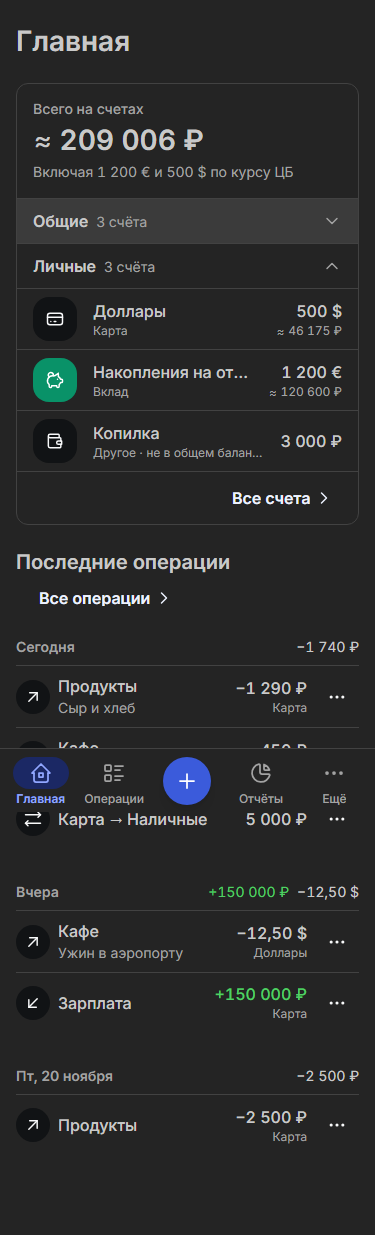 Главная
Всего на счетах
≈ 209 006 ₽
Включая 1 200 € и 500 $ по курсу ЦБ
Общие 3 счёта
Личные 3 счёта
Доллары 500 $
Карта ≈ 46 175 ₽
Накопления на от... 1 200 €
Вклад ≈ 120 600 ₽
Копилка 3 000 ₽
Другое · не в общем балан...
Все счета
Последние операции
Все операции
Сегодня −1 740 ₽
Продукты −1 290 ₽
Сыр и хлеб Карта
Главная Операции Отчёты Ещё
Карта → Наличные 5 000 ₽
Вчера +150 000 ₽ −12,50 $
Кафе −12,50 $
Ужин в аэропорту Доллары
Зарплата +150 000 ₽
Карта
Пт, 20 ноября −2 500 ₽
Продукты −2 500 ₽
Карта